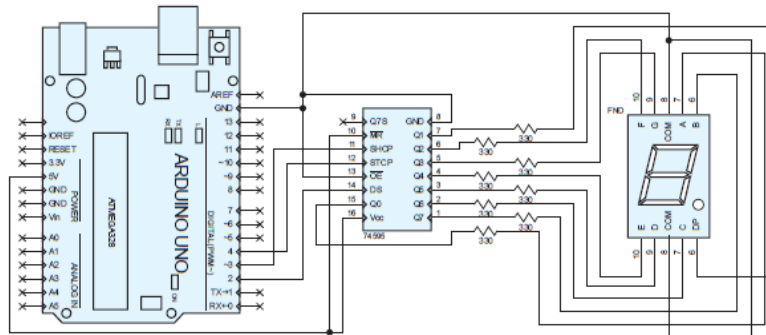 AREF
GND
13
12
~11
~10
~9
8
7
~6
~5
4
~3
2
TX→1
RX←0
IOREF
RESET
3.3V
5V
GND
GND
Vin
A0
A1
A2
A3
A4
A5
POWER
ANALOG IN
ATMEGA328
TX
RX
L
ARDUINO UNO
DIGITAL(PWM~)
ON
9 Q7S GND 8
10 MR Q1 7
11 SHCP Q2 6
12 STCP Q3 5
13 OE Q4 4
14 DS Q5 3
15 Q0 Q6 2
16 Vcc Q7 1
74595
330
330
330
330
330
330
330
330
FND
10 9 8 7 6
F G COM A B
E D COM C DP
10 9 8 7 6